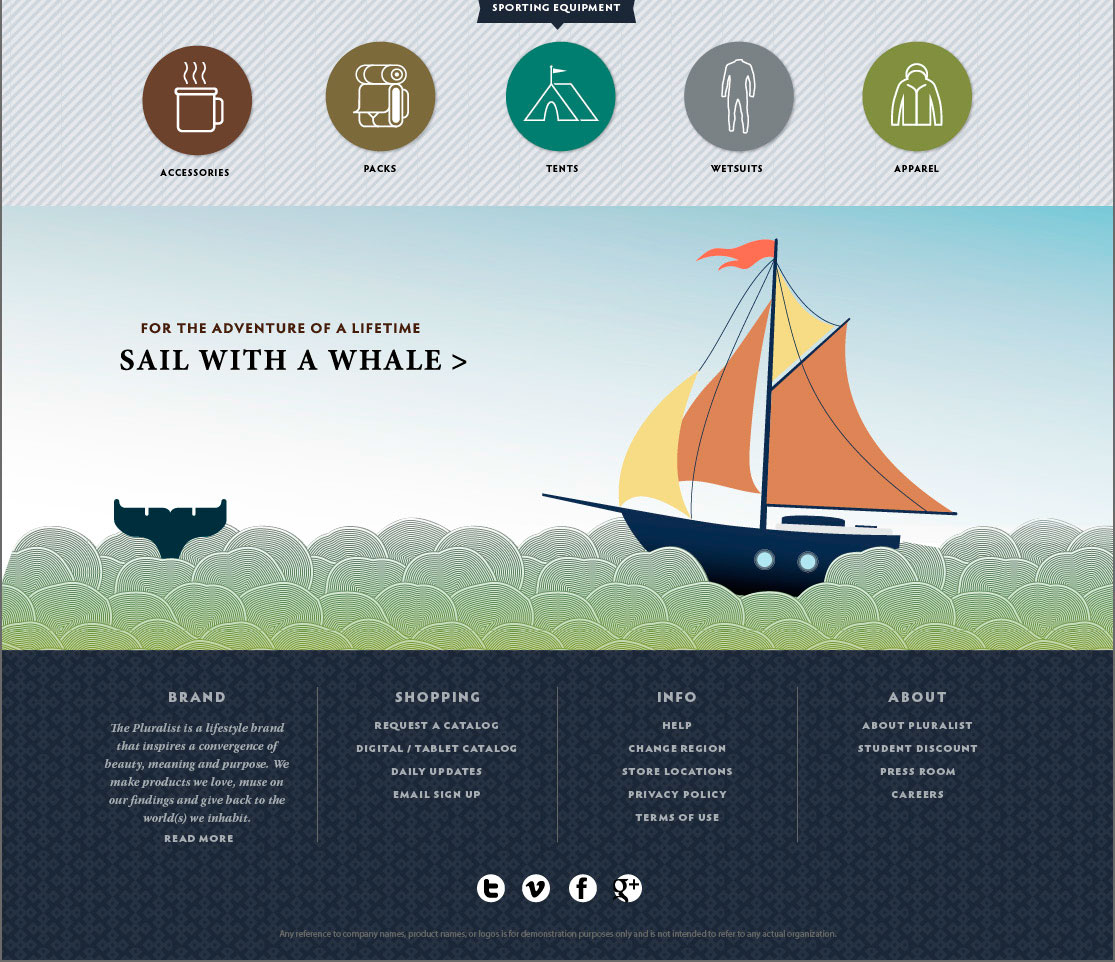 SPORTING EQUIPMENT
ACCESSORIES
PACKS
TENTS
WETSUITS
APPAREL
FOR THE ADVENTURE OF A LIFETIME
SAIL WITH A WHALE >
BRAND
The Pluralist is a lifestyle brand
that inspires a convergence of
beauty, meaning and purpose. We
make products we love, muse on
our findings and give back to the
world(s) we inhabit.
READ MORE
SHOPPING
REQUEST A CATALOG
DIGITAL / TABLET CATALOG
DAILY UPDATES
EMAIL SIGN UP
INFO
HELP
CHANGE REGION
STORE LOCATIONS
PRIVACY POLICY
TERMS OF USE
ABOUT
ABOUT PLURALIST
STUDENT DISCOUNT
PRESS ROOM
CAREERS
t v f g+
Any reference to company names, product names, or logos is for demonstration purposes only and is not intended to refer to any actual organization.